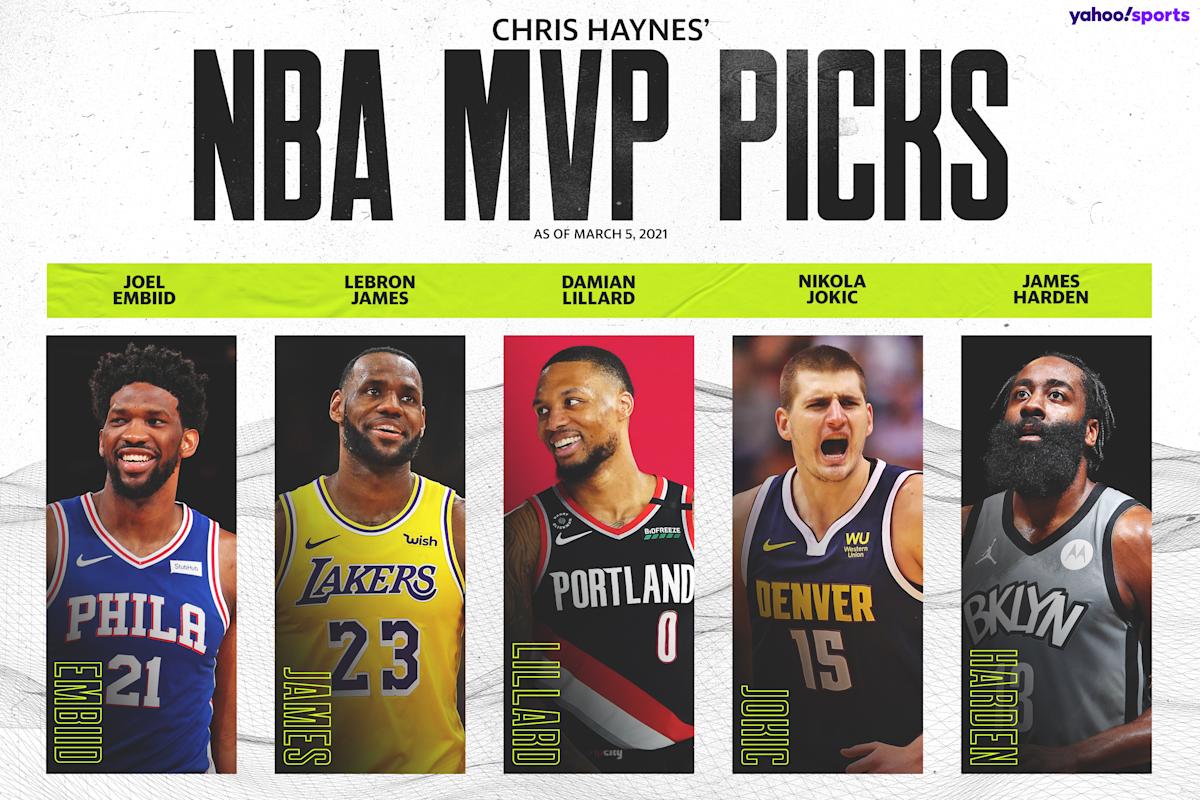 yahoo!sports
CHRIS HAYNES'
NBA MVP PICKS
AS OF MARCH 5, 2021
JOEL
EMBIID
LEBRON
JAMES
DAMIAN
LILLARD
NIKOLA
JOKIC
JAMES
HARDEN
StubHub
PHILA
21
EMBIID
wish
LAKERS
23
JAMES
BIOFREEZE
PORTLAND
0
LILLARD
WU
Western
Union
DENVER
15
JOKIC
BKLYN
13
HARDEN